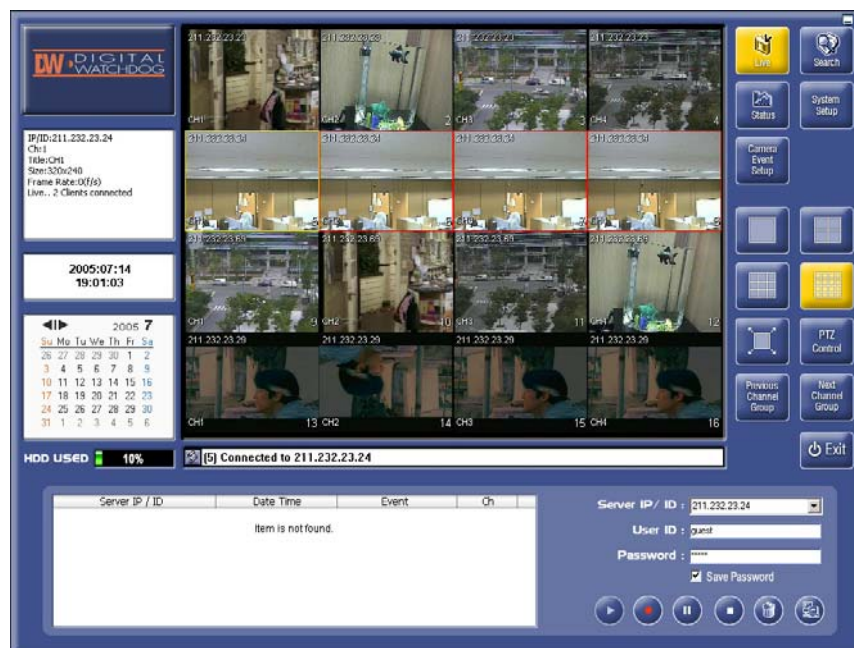 DW DIGITAL
WATCHDOG
IP/ID:211.232.23.24
Ch:1
Title:CH1
Size:320x240
Frame Rate:0(f/s)
Live.. 2 Clients connected
2005:07:14
19:01:03
2005 7
Su Mo Tu We Th Fr Sa
26 27 28 29 30 1 2
3 4 5 6 7 8 9
10 11 12 13 14 15 16
17 18 19 20 21 22 23
24 25 26 27 28 29 30
31 1 2 3 4 5 6
HDD USED 10%
CH1 2 CH3 3 CH4 4
211.232.23.69
9 CH2 10 CH3 11 12
211.232.23.29 211.232.23.29 211.232.23.29 211.232.23.29
CH1 13 CH2 14 CH3 15 CH4 16
(5) Connected to 211.232.23.24
Live
Search
Status
System
Setup
Camera
Event
Setup
PTZ
Control
Previous
Channel
Group
Next
Channel
Group
Exit
Server IP / ID Date Time Event Ch
Item is not found.
Server IP/ ID : 211.232.23.24
User ID : guest
Password : *****
Save Password